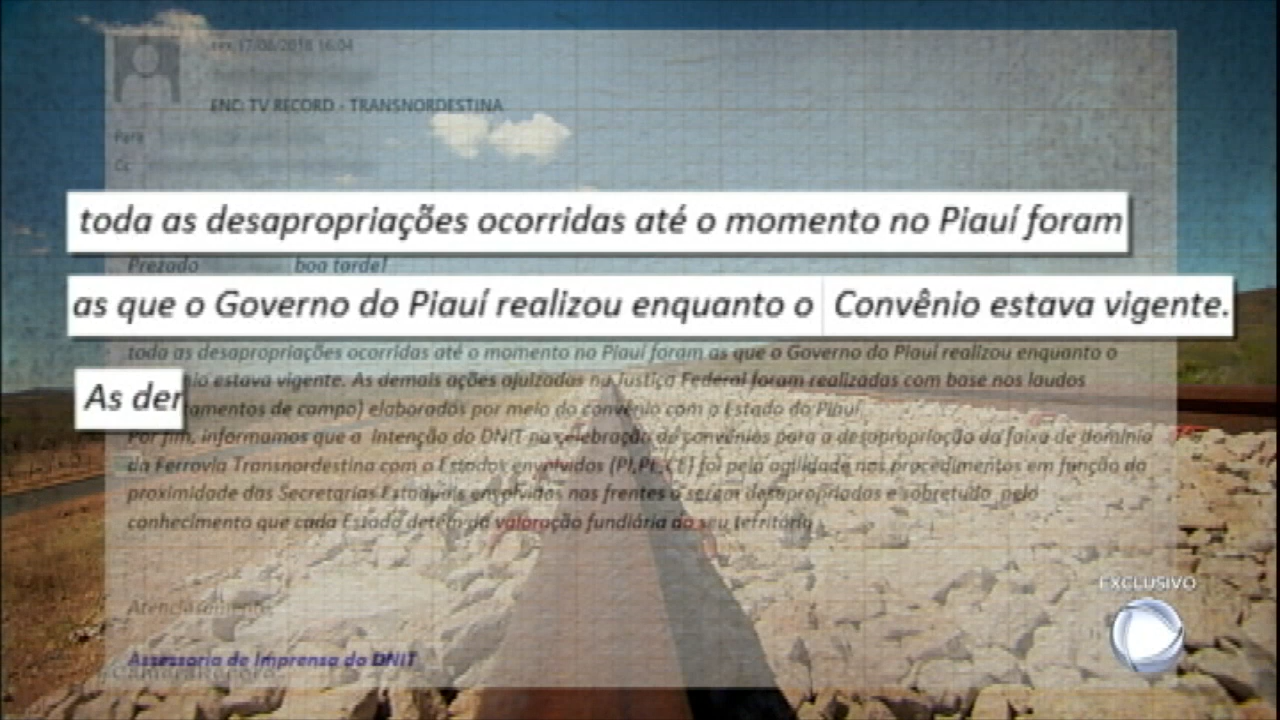 sex 17/08/2018 16:04
ENC: TV RECORD - TRANSNORDESTINA
Para
Cc
toda as desapropriações ocorridas até o momento no Piauí foram
Prezado boa tarde!
as que o Governo do Piauí realizou enquanto o Convênio estava vigente.
toda as desapropriações ocorridas até o momento no Piauí foram as que o Governo do Piauí realizou enquanto o
estava vigente. As demais ações ajuizadas na Justiça Federal foram realizadas com base nos laudos
As der
de campo) elaborados por meio do convênio com o Estado do Piauí.
Por fim, informamos que a intenção do DNIT na celebração de convênios para a desapropriação da faixa de domínio
da Ferrovia Transnordestina com o Estados envolvidos (PI,PE,CE) foi pela agilidade nos procedimentos em função da
proximidade das Secretarias Estaduais envolvidas nas frentes a serem desapropriadas e sobretudo, pelo
conhecimento que cada Estado detém da valoração fundiária do seu território
Atenciosamente
EXCLUSIVO
Assessoria de Imprensa do DNIT